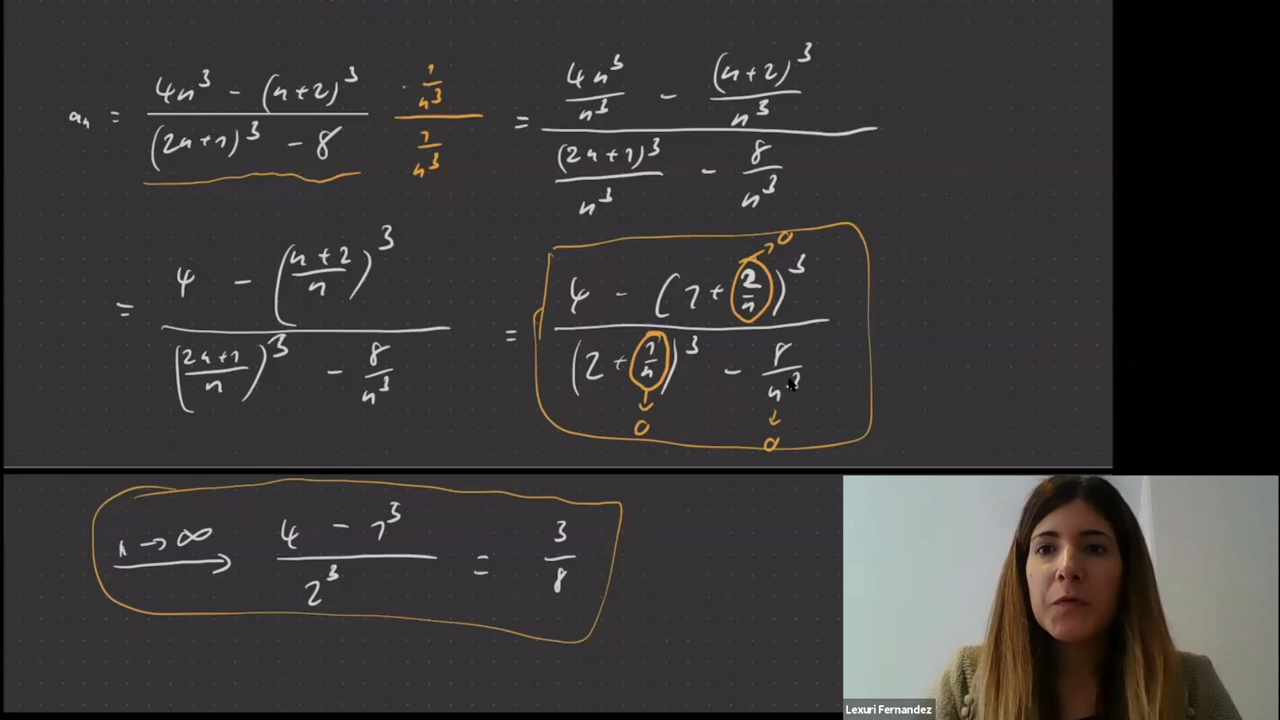 aₙ = (4n³ - (n+2)³)/((2n+1)³ - 8) (· 1/n³)/(1/n³) = (4n³/n³ - (n+2)³/n³)/((2n+1)³/n³ - 8/n³)
= (4 - ((n+2)/n)³)/(((2n+1)/n)³ - 8/n³) = (4 - (1 + 2/n)³)/((2 + 1/n)³ - 8/n³) → 0
↓ 0 ↓ 0
n → ∞ ⟶ (4 - 1³)/2³ = 3/8
Lexuri Fernandez